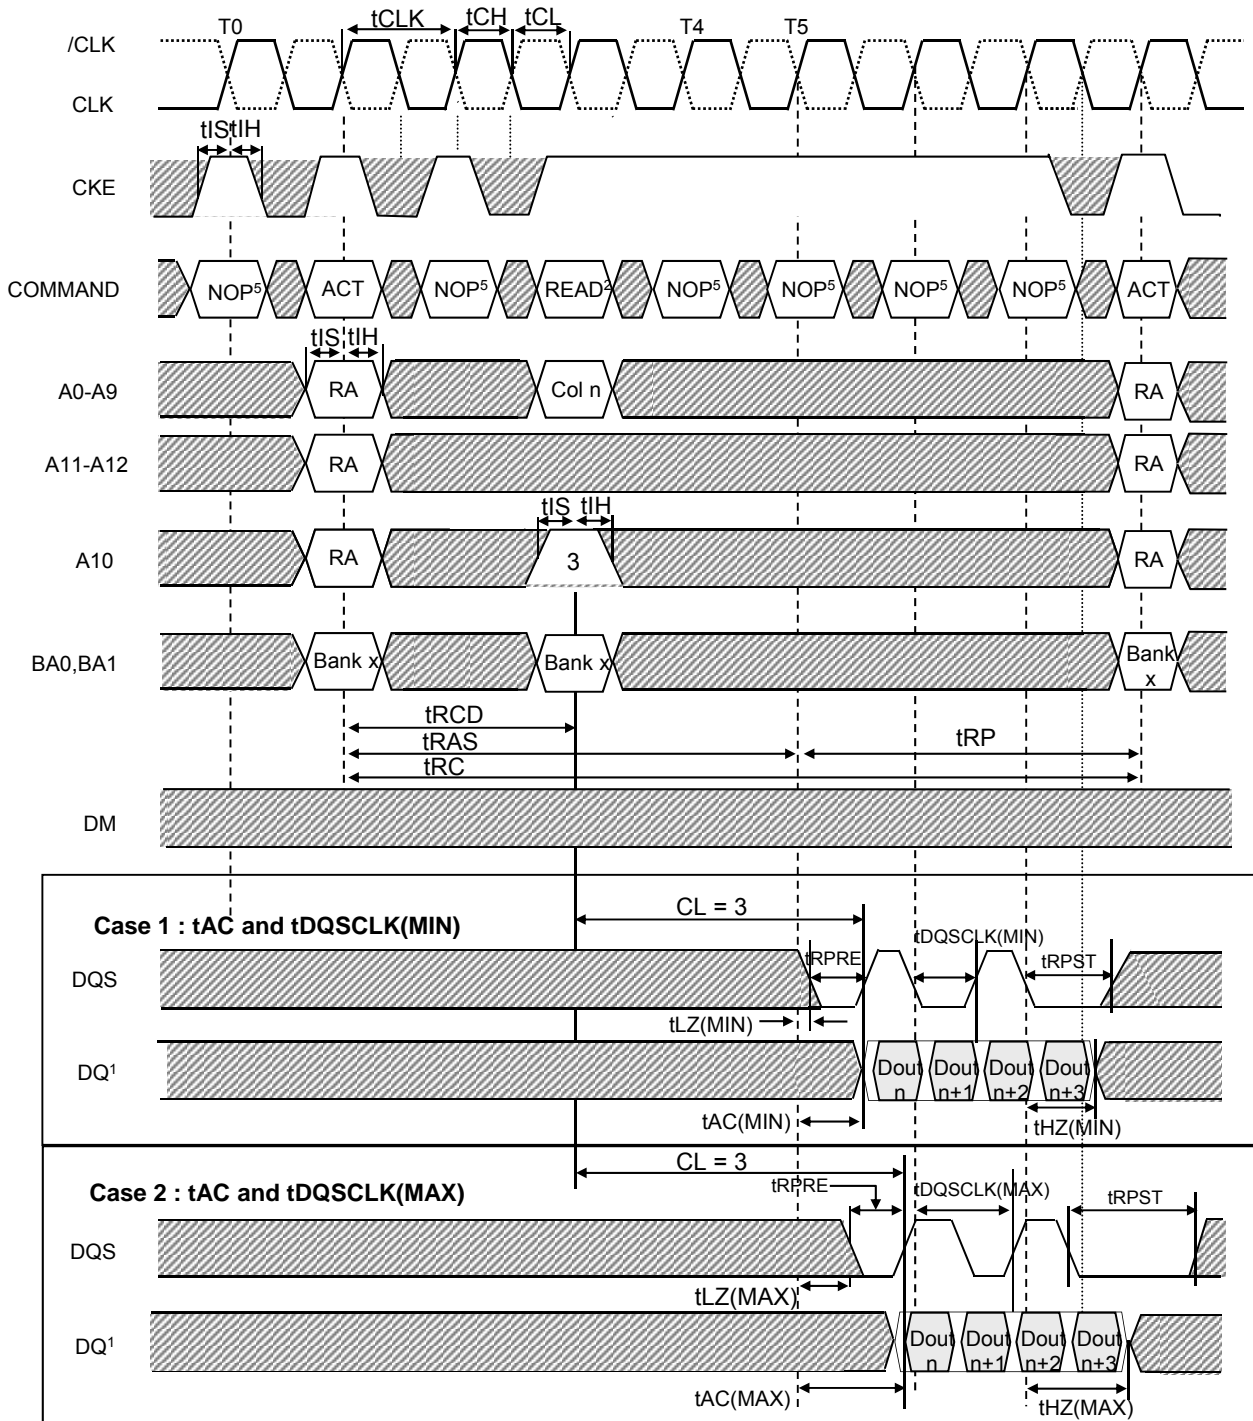 tCLK tCH tCL
T0 T4 T5
/CLK
CLK
tIS tIH
CKE
COMMAND NOP5 ACT NOP5 READ2 NOP5 NOP5 NOP5 NOP5 ACT
tIS tIH
A0-A9 RA Col n RA
A11-A12 RA RA
tIS tIH
A10 RA 3 RA
BA0,BA1 Bank x Bank x Bank x
tRCD
tRAS tRP
tRC
DM
CL = 3
Case 1 : tAC and tDQSCLK(MIN)
tDQSCLK(MIN)
tRPRE tRPST
DQS
tLZ(MIN)
DQ1 Dout n Dout n+1 Dout n+2 Dout n+3
tAC(MIN) tHZ(MIN)
CL = 3
Case 2 : tAC and tDQSCLK(MAX)
tRPRE tDQSCLK(MAX) tRPST
DQS
tLZ(MAX)
DQ1 Dout n Dout n+1 Dout n+2 Dout n+3
tAC(MAX) tHZ(MAX)